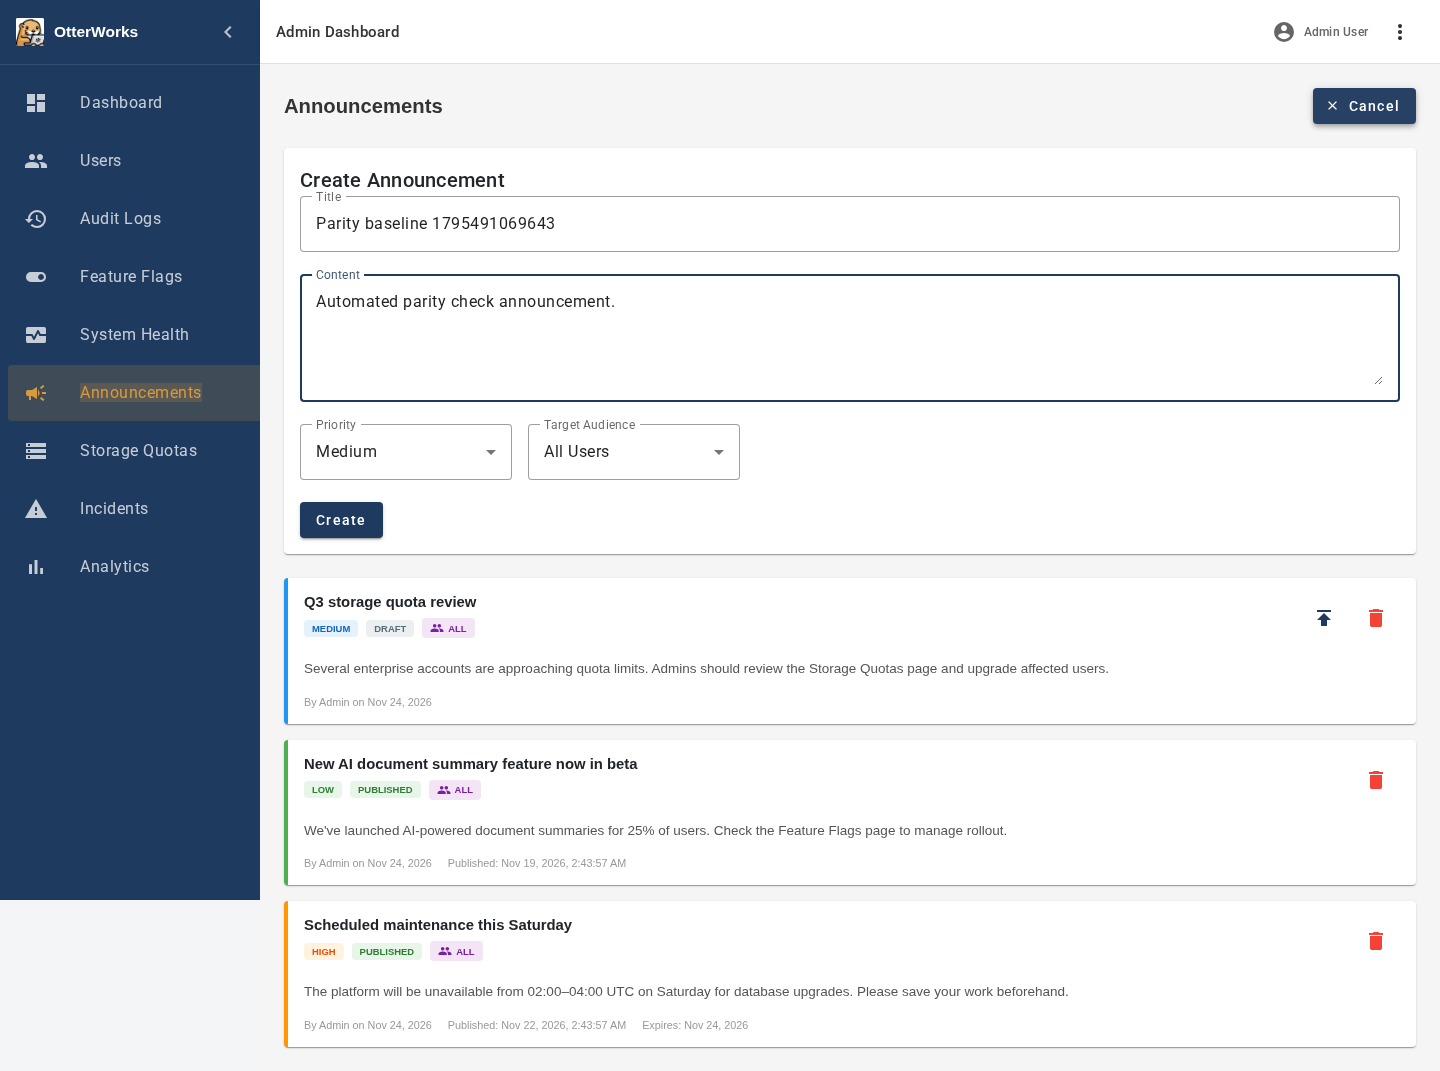 OtterWorks
Admin Dashboard
Admin User
Dashboard
Users
Audit Logs
Feature Flags
System Health
Announcements
Storage Quotas
Incidents
Analytics
Announcements
Cancel
Create Announcement
Title
Parity baseline 1795491069643
Content
Automated parity check announcement.
Priority
Medium
Target Audience
All Users
Create
Q3 storage quota review
MEDIUM DRAFT ALL
Several enterprise accounts are approaching quota limits. Admins should review the Storage Quotas page and upgrade affected users.
By Admin on Nov 24, 2026
New AI document summary feature now in beta
LOW PUBLISHED ALL
We've launched AI-powered document summaries for 25% of users. Check the Feature Flags page to manage rollout.
By Admin on Nov 24, 2026 Published: Nov 19, 2026, 2:43:57 AM
Scheduled maintenance this Saturday
HIGH PUBLISHED ALL
The platform will be unavailable from 02:00–04:00 UTC on Saturday for database upgrades. Please save your work beforehand.
By Admin on Nov 24, 2026 Published: Nov 22, 2026, 2:43:57 AM Expires: Nov 24, 2026